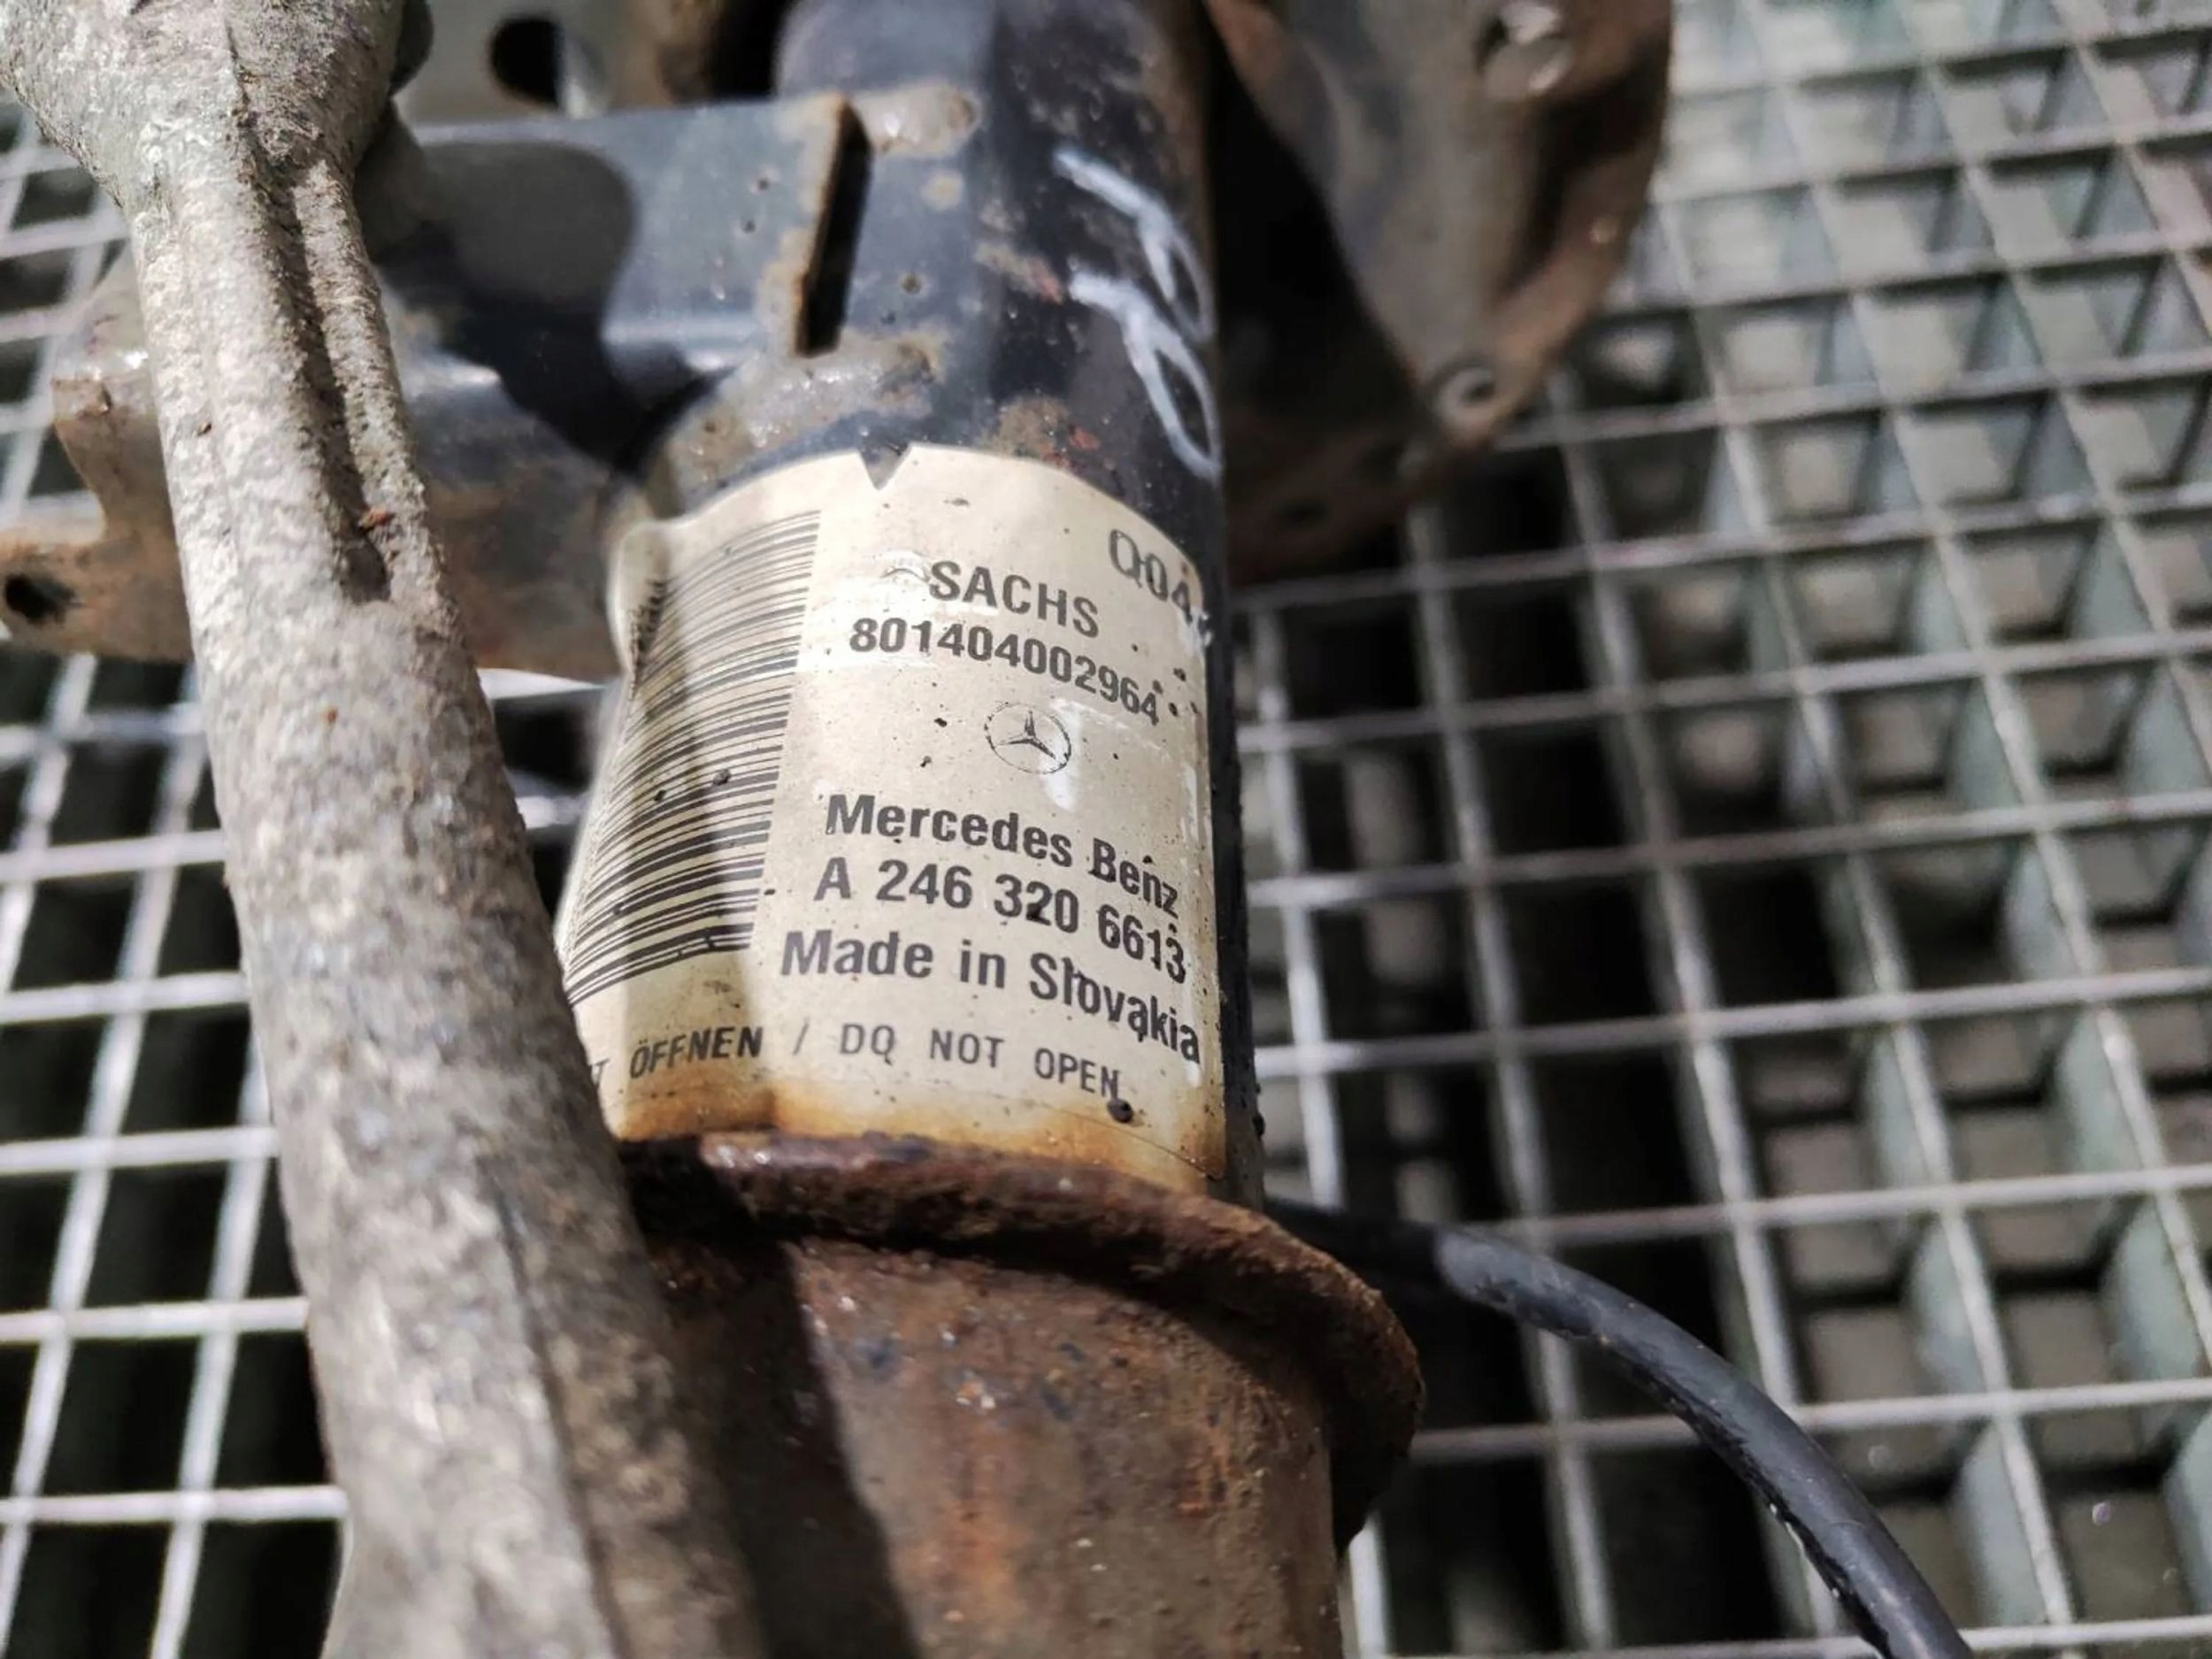 Q04
SACHS
801404002964
Mercedes Benz
A 246 320 6613
Made in Slovakia
ÖFFNEN / DO NOT OPEN